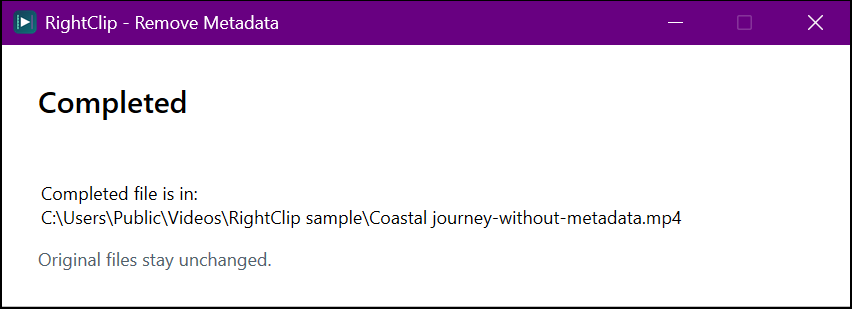 RightClip - Remove Metadata
Completed
Completed file is in:
C:\Users\Public\Videos\RightClip sample\Coastal journey-without-metadata.mp4
Original files stay unchanged.